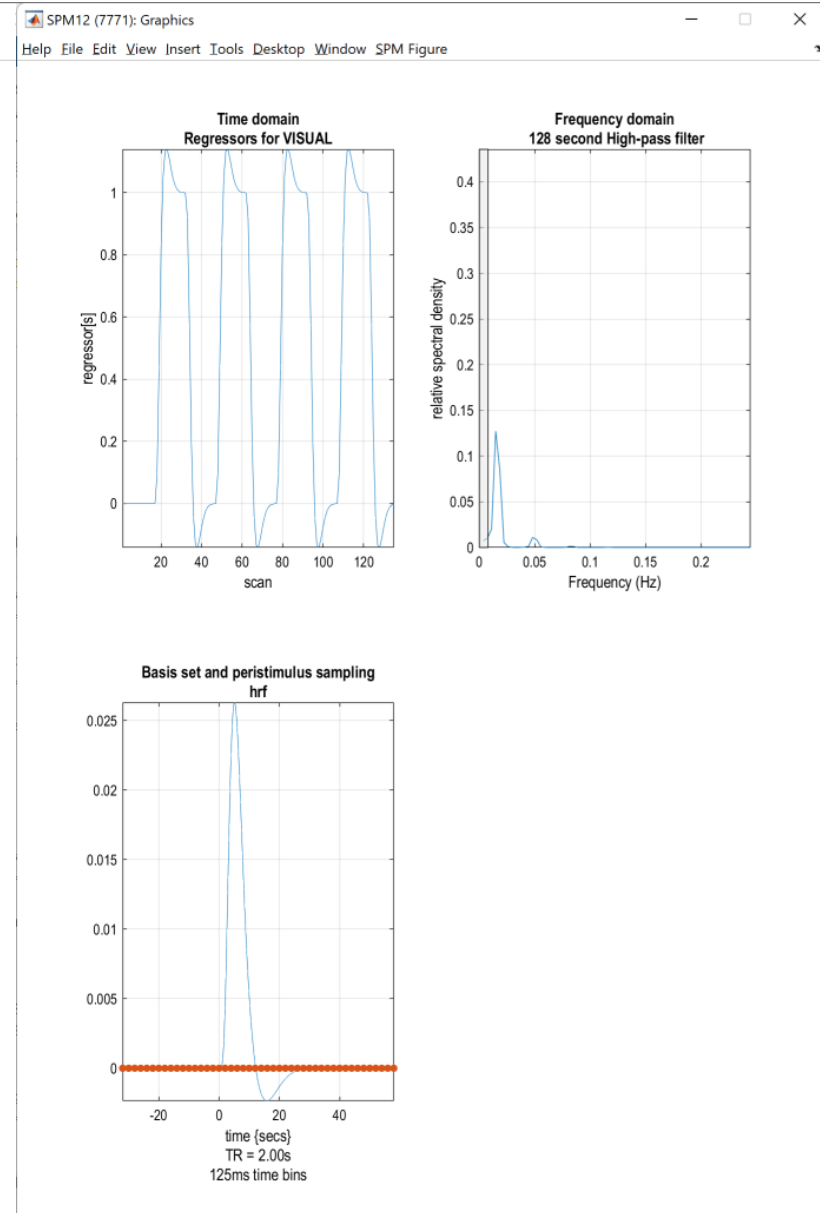 SPM12 (7771): Graphics
Help File Edit View Insert Tools Desktop Window SPM Figure
Time domain
Regressors for VISUAL
1
0.8
0.6
0.4
0.2
0
regressor[s]
20 40 60 80 100 120
scan
Frequency domain
128 second High-pass filter
0.4
0.35
0.3
0.25
0.2
0.15
0.1
0.05
0
relative spectral density
0 0.05 0.1 0.15 0.2
Frequency (Hz)
Basis set and peristimulus sampling
hrf
0.025
0.02
0.015
0.01
0.005
0
-20 0 20 40
time {secs}
TR = 2.00s
125ms time bins